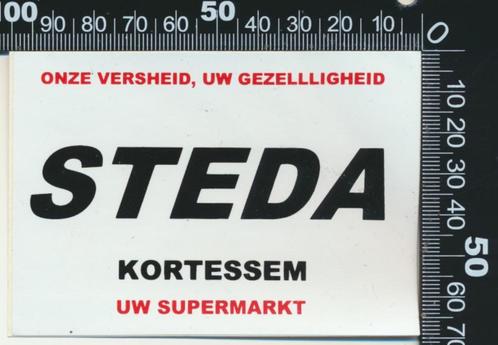 100 90 80 70 60 50 40 30 20 10 0
ONZE VERSHEID, UW GEZELLLIGHEID
STEDA
KORTESSEM
UW SUPERMARKT
10 20 30 40 50 60 70